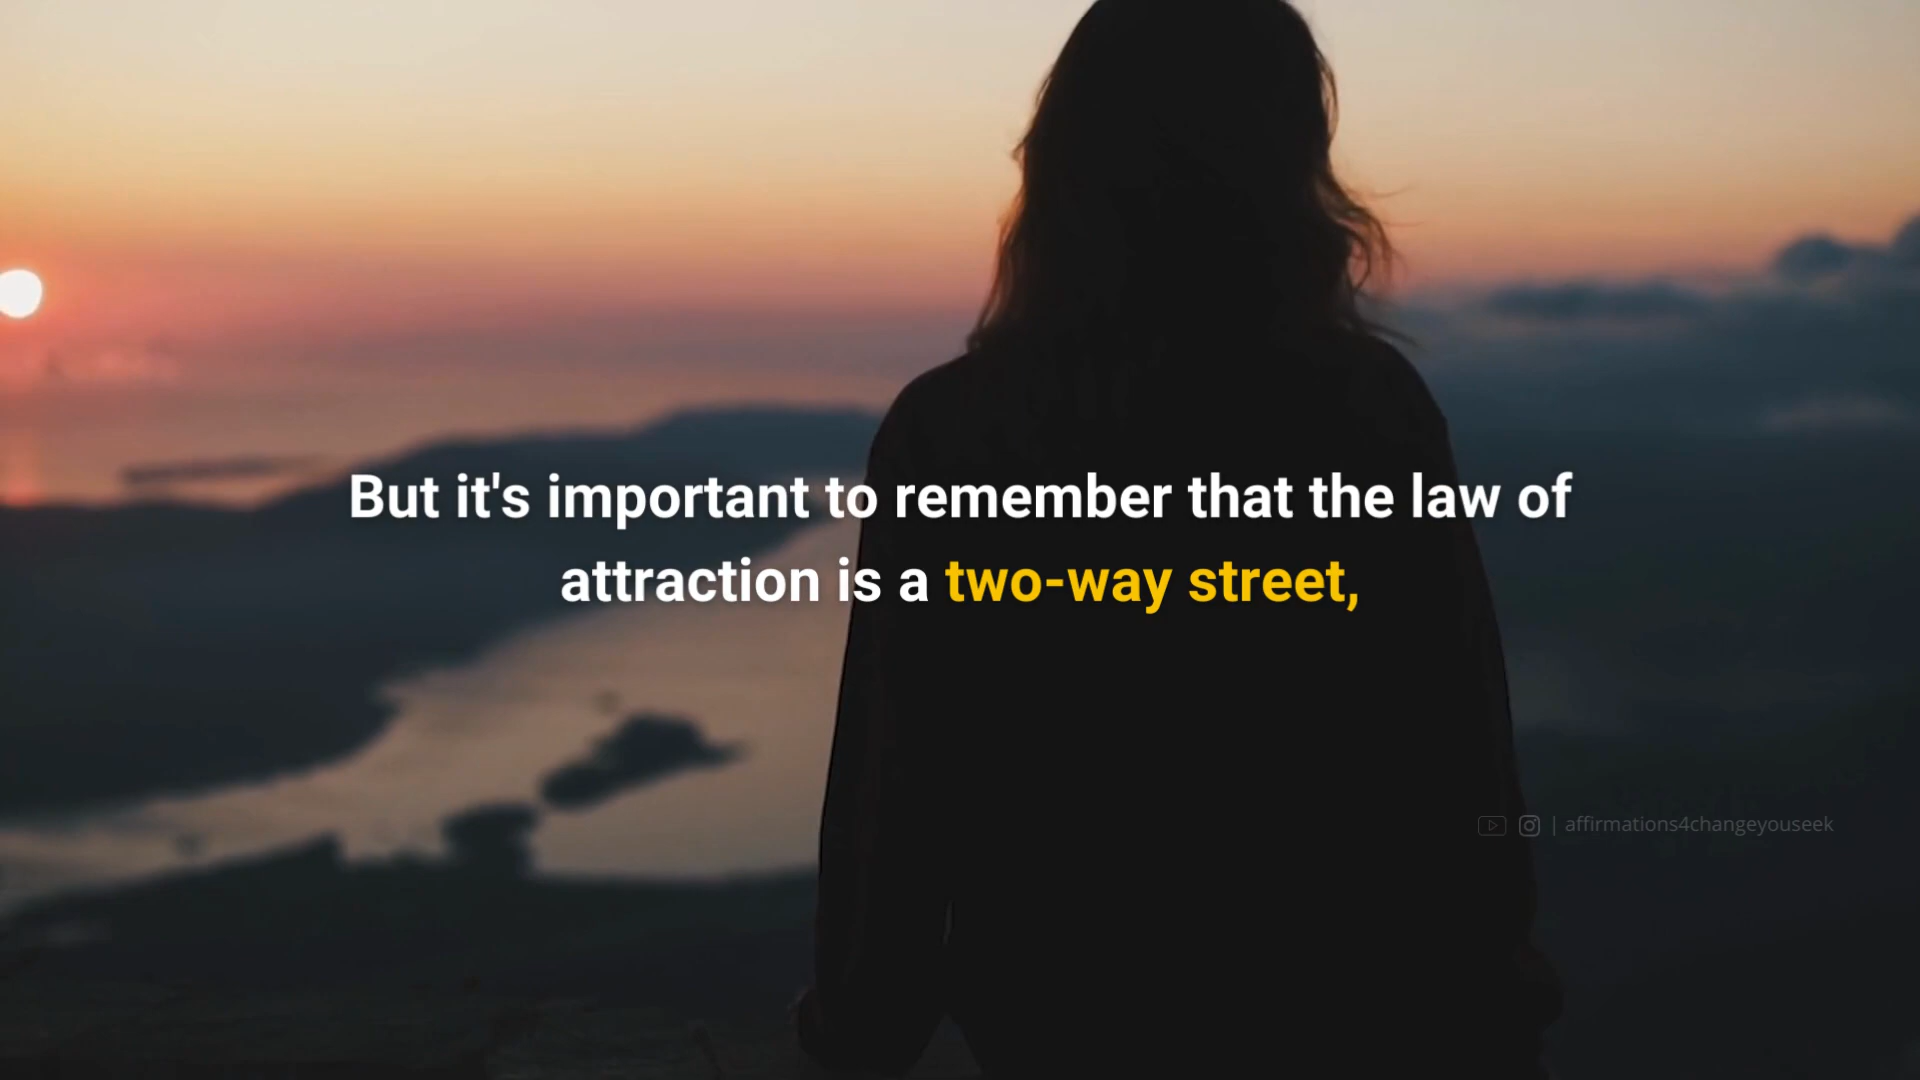 But it's important to remember that the law of
attraction is a two-way street,
| affirmations4changeyouseek